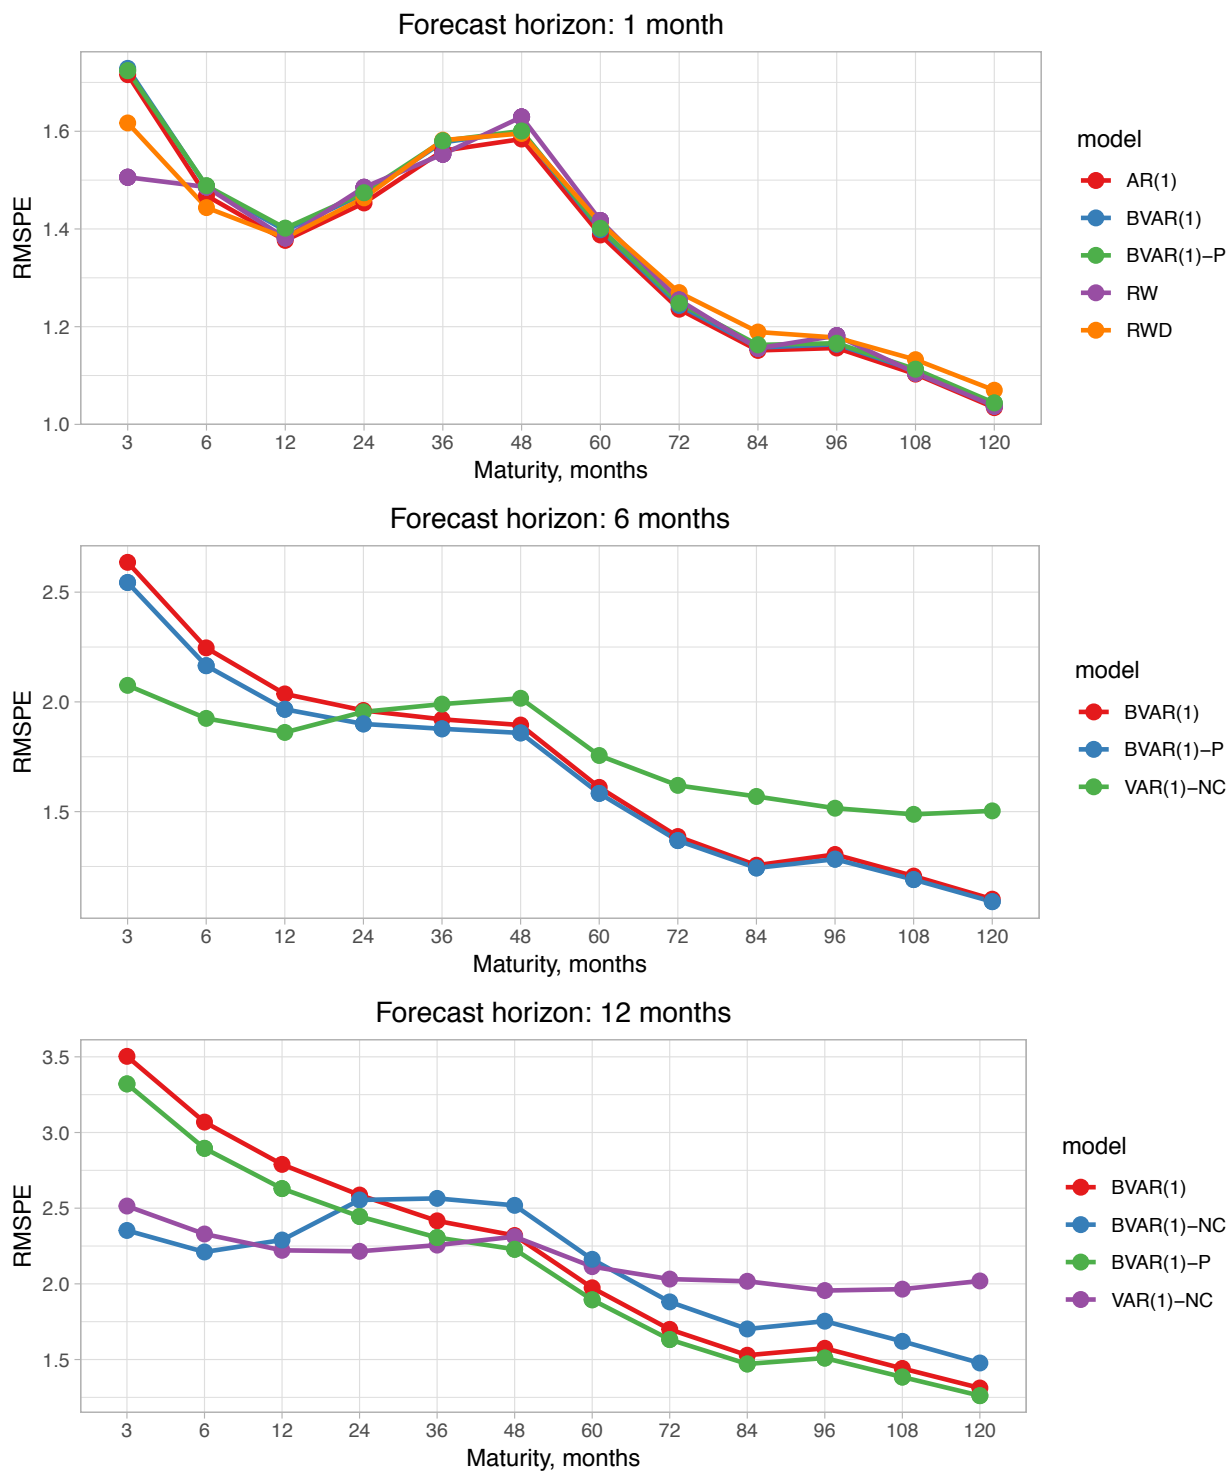 Forecast horizon: 1 month
RMSPE
1.6
1.4
1.2
1.0
3 6 12 24 36 48 60 72 84 96 108 120
Maturity, months
model
AR(1)
BVAR(1)
BVAR(1)−P
RW
RWD
Forecast horizon: 6 months
RMSPE
2.5
2.0
1.5
3 6 12 24 36 48 60 72 84 96 108 120
Maturity, months
model
BVAR(1)
BVAR(1)−P
VAR(1)−NC
Forecast horizon: 12 months
RMSPE
3.5
3.0
2.5
2.0
1.5
3 6 12 24 36 48 60 72 84 96 108 120
Maturity, months
model
BVAR(1)
BVAR(1)−NC
BVAR(1)−P
VAR(1)−NC